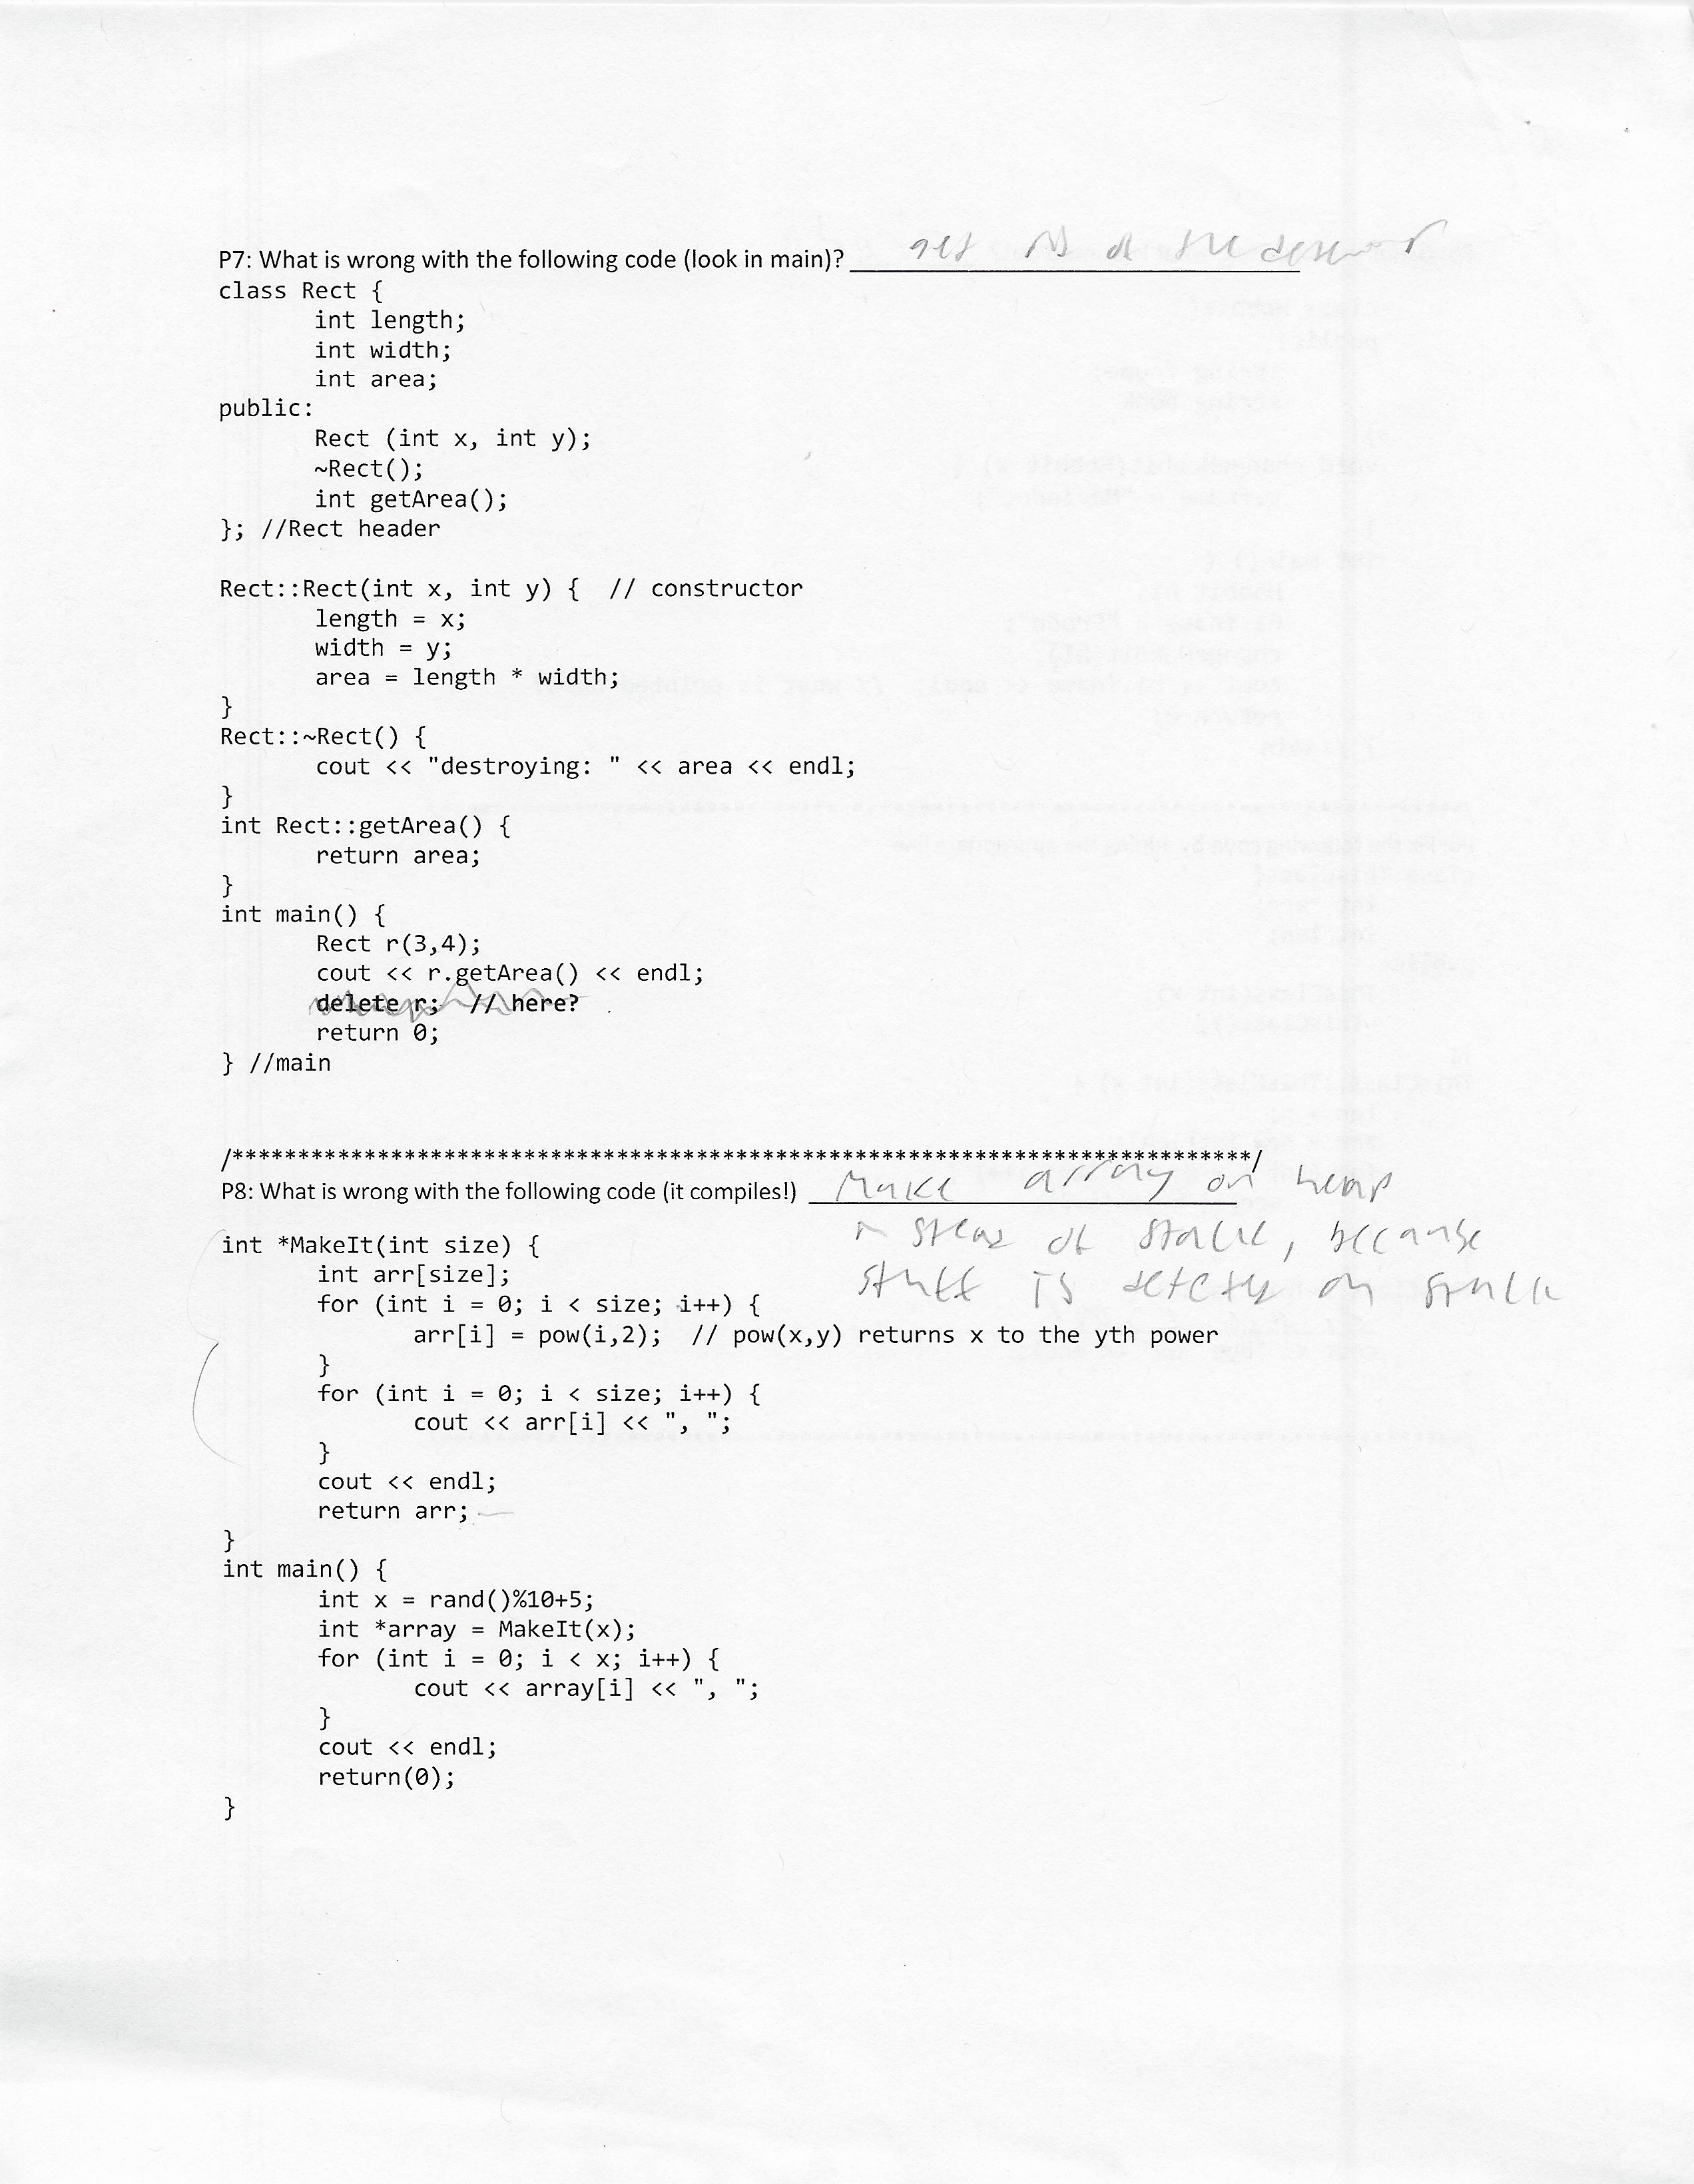 P7: What is wrong with the following code (look in main)? get rid of the
class Rect {
int length;
int width;
int area;
public:
Rect (int x, int y);
~Rect();
int getArea();
}; //Rect header
Rect::Rect(int x, int y) { // constructor
length = x;
width = y;
area = length * width;
}
Rect::~Rect() {
cout << "destroying: " << area << endl;
}
int Rect::getArea() {
return area;
}
int main() {
Rect r(3,4);
cout << r.getArea() << endl;
delete r; // here?
return 0;
} //main
/******************************************************************************/
P8: What is wrong with the following code (it compiles!) Make array on heap
instead of stack, because
stuff is on stack
int *MakeIt(int size) {
int arr[size];
for (int i = 0; i < size; i++) {
arr[i] = pow(i,2); // pow(x,y) returns x to the yth power
}
for (int i = 0; i < size; i++) {
cout << arr[i] << ", ";
}
cout << endl;
return arr;
}
int main() {
int x = rand()%10+5;
int *array = MakeIt(x);
for (int i = 0; i < x; i++) {
cout << array[i] << ", ";
}
cout << endl;
return(0);
}